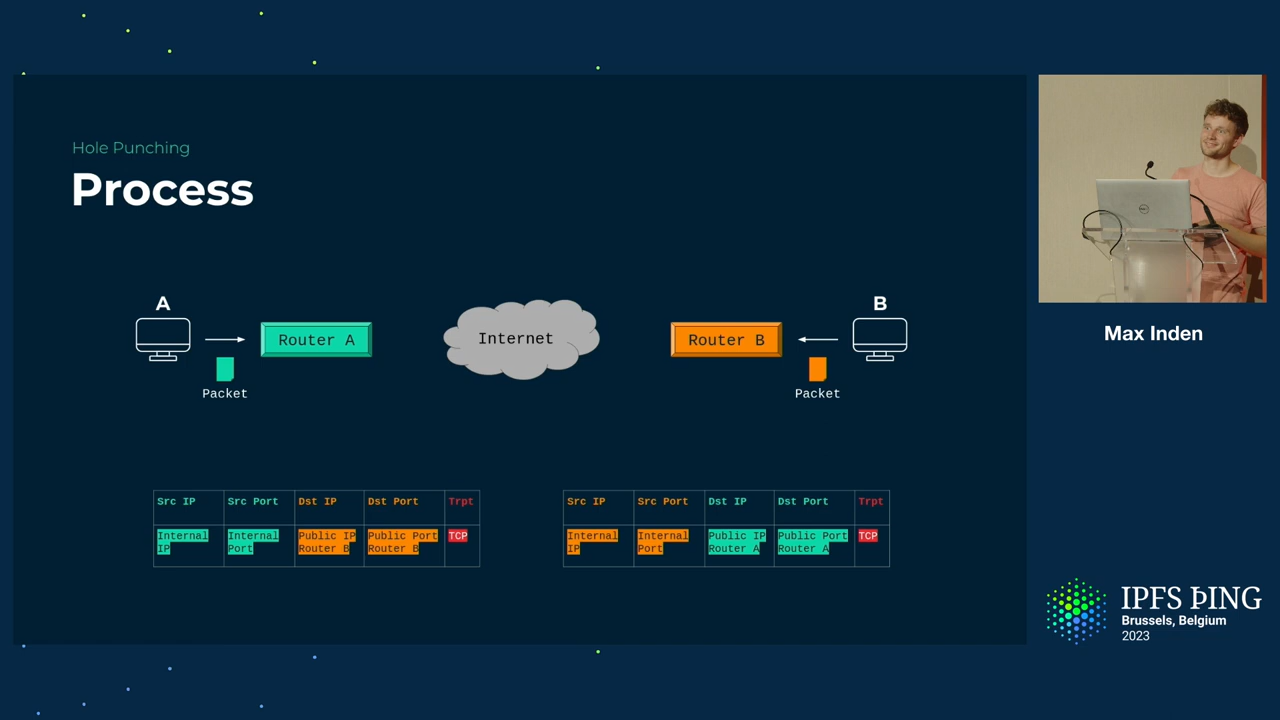 Hole Punching
Process
A
B
Router A
Internet
Router B
Packet
Packet
Src IP Src Port Dst IP Dst Port Trpt
Internal IP Internal Port Public IP Router B Public Port Router B TCP
Src IP Src Port Dst IP Dst Port Trpt
Internal IP Internal Port Public IP Router A Public Port Router A TCP
Max Inden
IPFS ÞING
Brussels, Belgium
2023